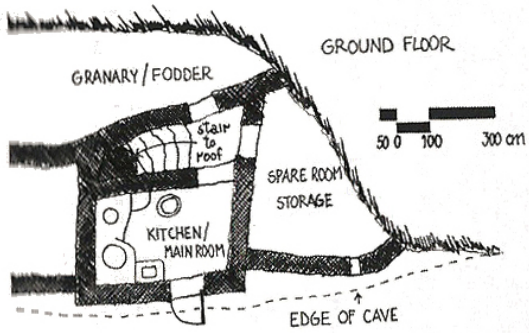 GROUND FLOOR
GRANARY/FODDER
50 0 100 300 cm
stair
to
roof
SPARE ROOM
STORAGE
KITCHEN/
MAIN ROOM
EDGE OF CAVE